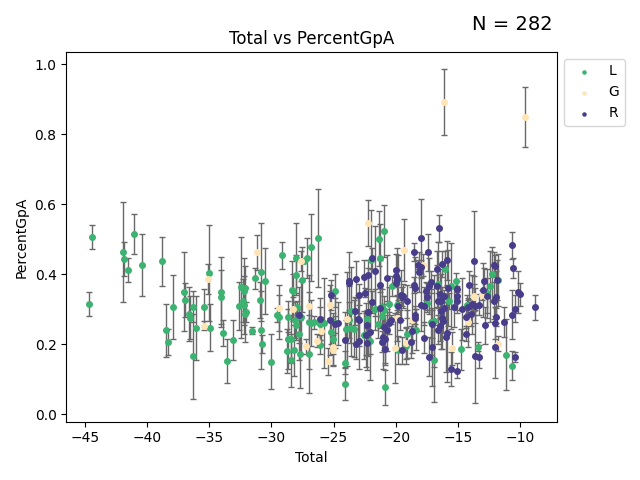 N = 282
Total vs PercentGpA
1.0
0.8
0.6
0.4
0.2
0.0
PercentGpA
−45 −40 −35 −30 −25 −20 −15 −10
Total
L
G
R